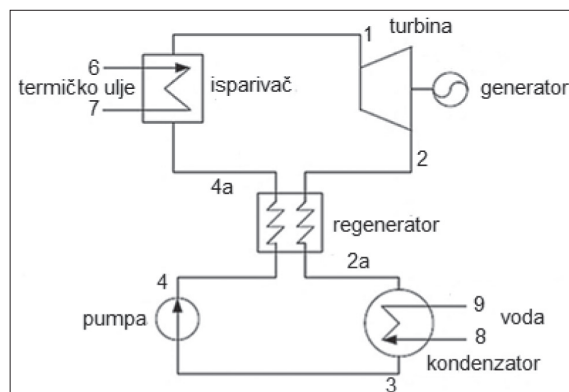 1
turbina
6
termičko ulje
7
isparivač
generator
2
4a
regenerator
4
2a
pumpa
9
voda
8
kondenzator
3